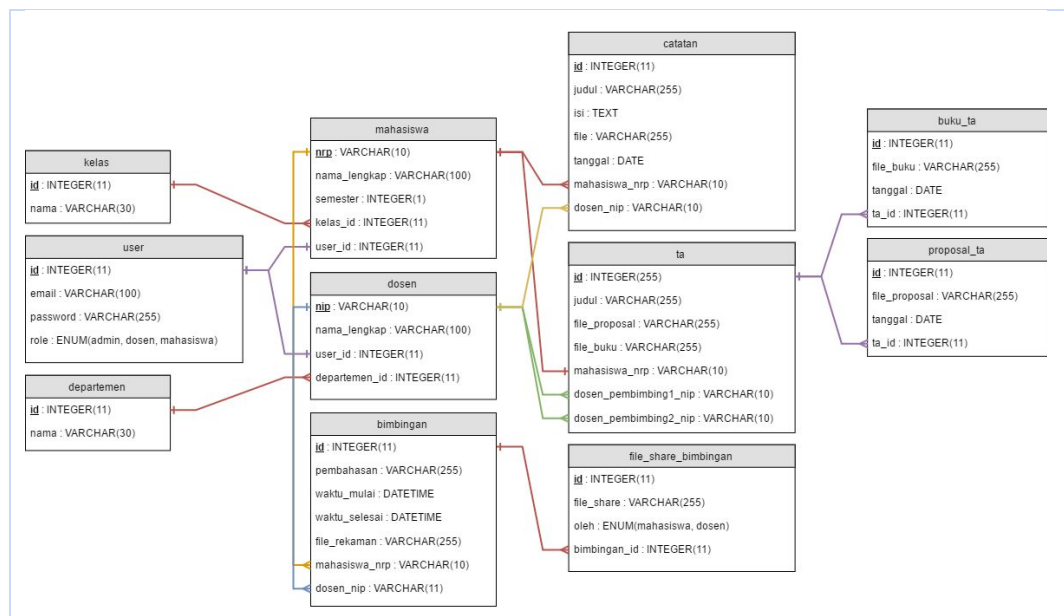 kelas
id : INTEGER(11)
nama : VARCHAR(30)
user
id : INTEGER(11)
email : VARCHAR(100)
password : VARCHAR(255)
role : ENUM(admin, dosen, mahasiswa)
departemen
id : INTEGER(11)
nama : VARCHAR(30)
mahasiswa
nrp : VARCHAR(10)
nama_lengkap : VARCHAR(100)
semester : INTEGER(1)
kelas_id : INTEGER(11)
user_id : INTEGER(11)
dosen
nip : VARCHAR(10)
nama_lengkap : VARCHAR(100)
user_id : INTEGER(11)
departemen_id : INTEGER(11)
bimbingan
id : INTEGER(11)
pembahasan : VARCHAR(255)
waktu_mulai : DATETIME
waktu_selesai : DATETIME
file_rekaman : VARCHAR(255)
mahasiswa_nrp : VARCHAR(10)
dosen_nip : VARCHAR(11)
catatan
id : INTEGER(11)
judul : VARCHAR(255)
isi : TEXT
file : VARCHAR(255)
tanggal : DATE
mahasiswa_nrp : VARCHAR(10)
dosen_nip : VARCHAR(10)
ta
id : INTEGER(255)
judul : VARCHAR(255)
file_proposal : VARCHAR(255)
file_buku : VARCHAR(255)
mahasiswa_nrp : VARCHAR(10)
dosen_pembimbing1_nip : VARCHAR(10)
dosen_pembimbing2_nip : VARCHAR(10)
file_share_bimbingan
id : INTEGER(11)
file_share : VARCHAR(255)
oleh : ENUM(mahasiswa, dosen)
bimbingan_id : INTEGER(11)
buku_ta
id : INTEGER(11)
file_buku : VARCHAR(255)
tanggal : DATE
ta_id : INTEGER(11)
proposal_ta
id : INTEGER(11)
file_proposal : VARCHAR(255)
tanggal : DATE
ta_id : INTEGER(11)